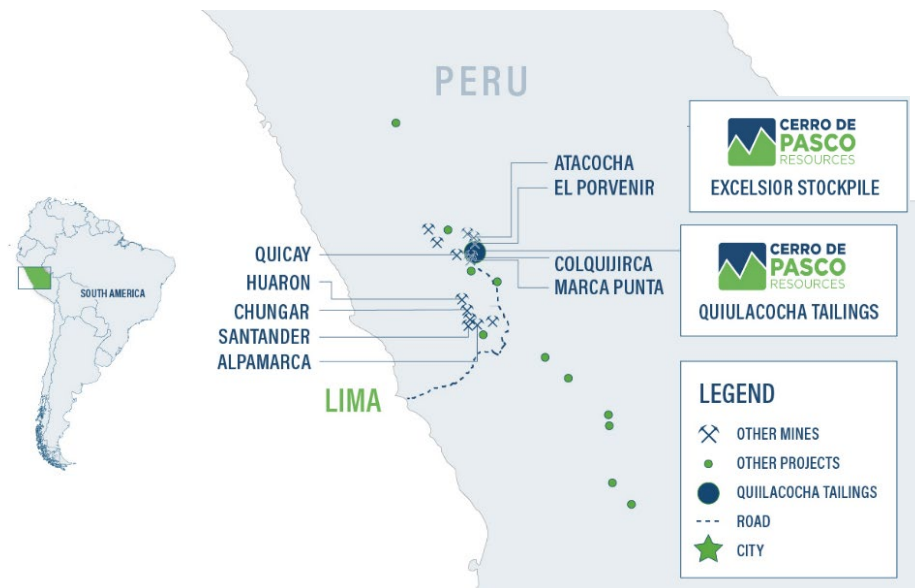 PERU
CERRO DE
PASCO
RESOURCES
EXCELSIOR STOCKPILE
ATACOCHA
EL PORVENIR
QUICAY
HUARON
CHUNGAR
SANTANDER
ALPAMARCA
COLQUIJIRCA
MARCA PUNTA
CERRO DE
PASCO
RESOURCES
QUIULACOCHA TAILINGS
SOUTH AMERICA
LIMA
LEGEND
OTHER MINES
OTHER PROJECTS
QUIILACOCHA TAILINGS
ROAD
CITY